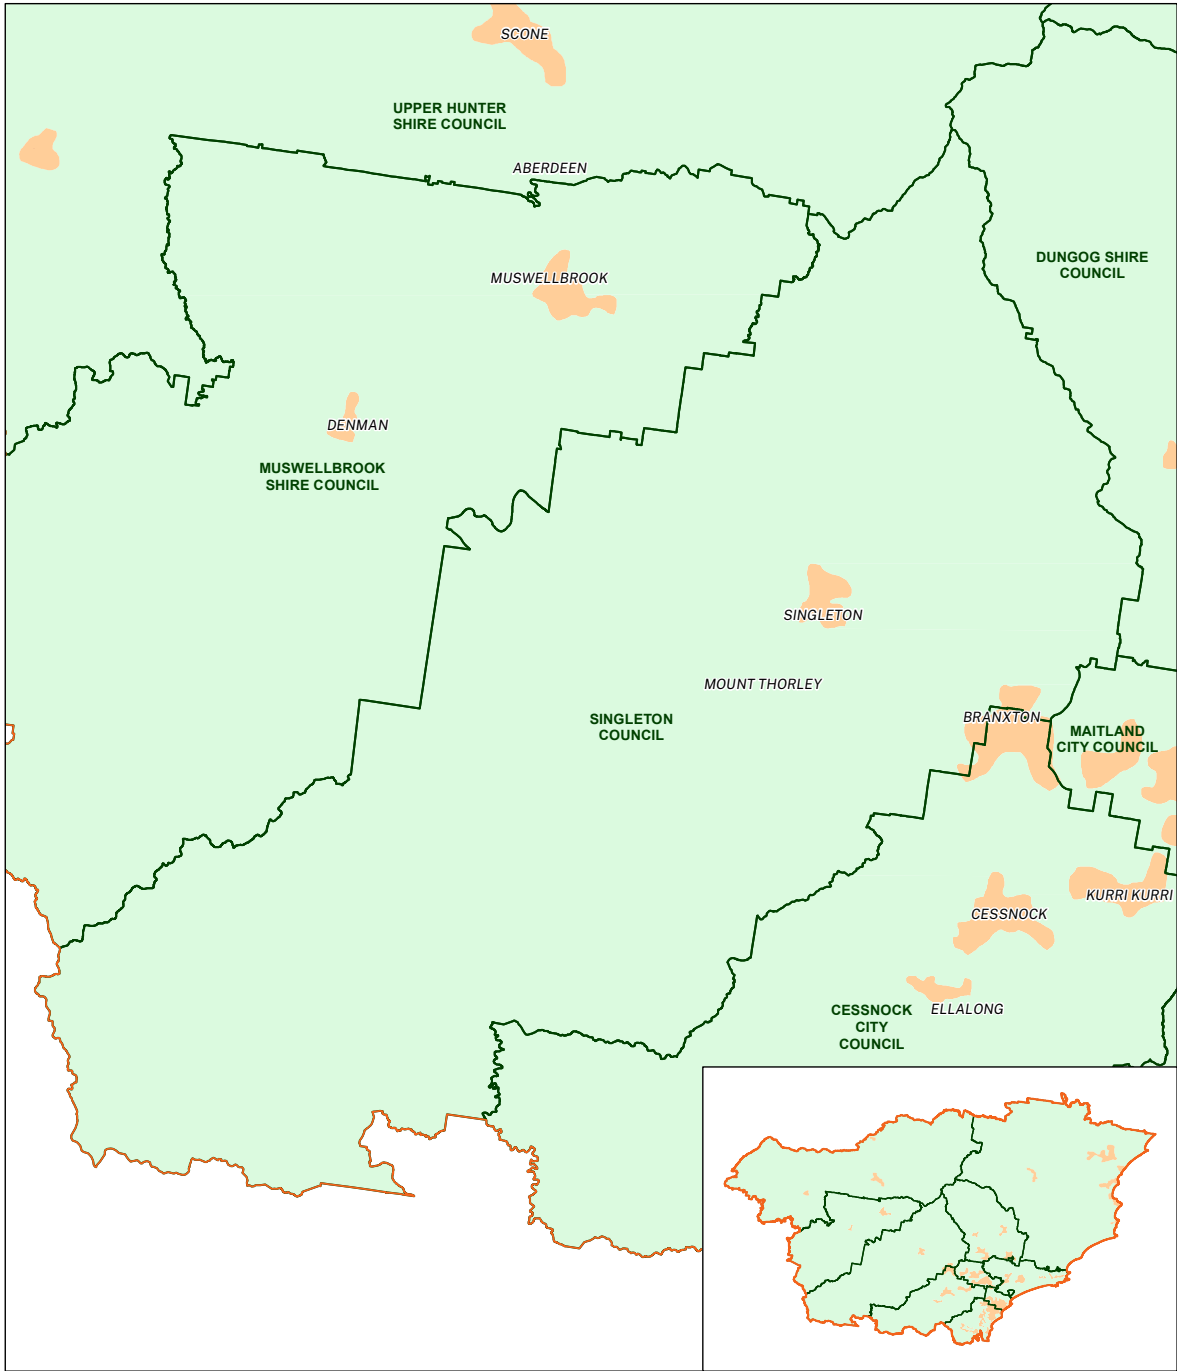 SCONE
UPPER HUNTER
SHIRE COUNCIL
ABERDEEN
DUNGOG SHIRE
COUNCIL
MUSWELLBROOK
DENMAN
MUSWELLBROOK
SHIRE COUNCIL
SINGLETON
MOUNT THORLEY
SINGLETON
COUNCIL
BRANXTON
MAITLAND
CITY COUNCIL
KURRI KURRI
CESSNOCK
CESSNOCK
CITY
COUNCIL
ELLALONG